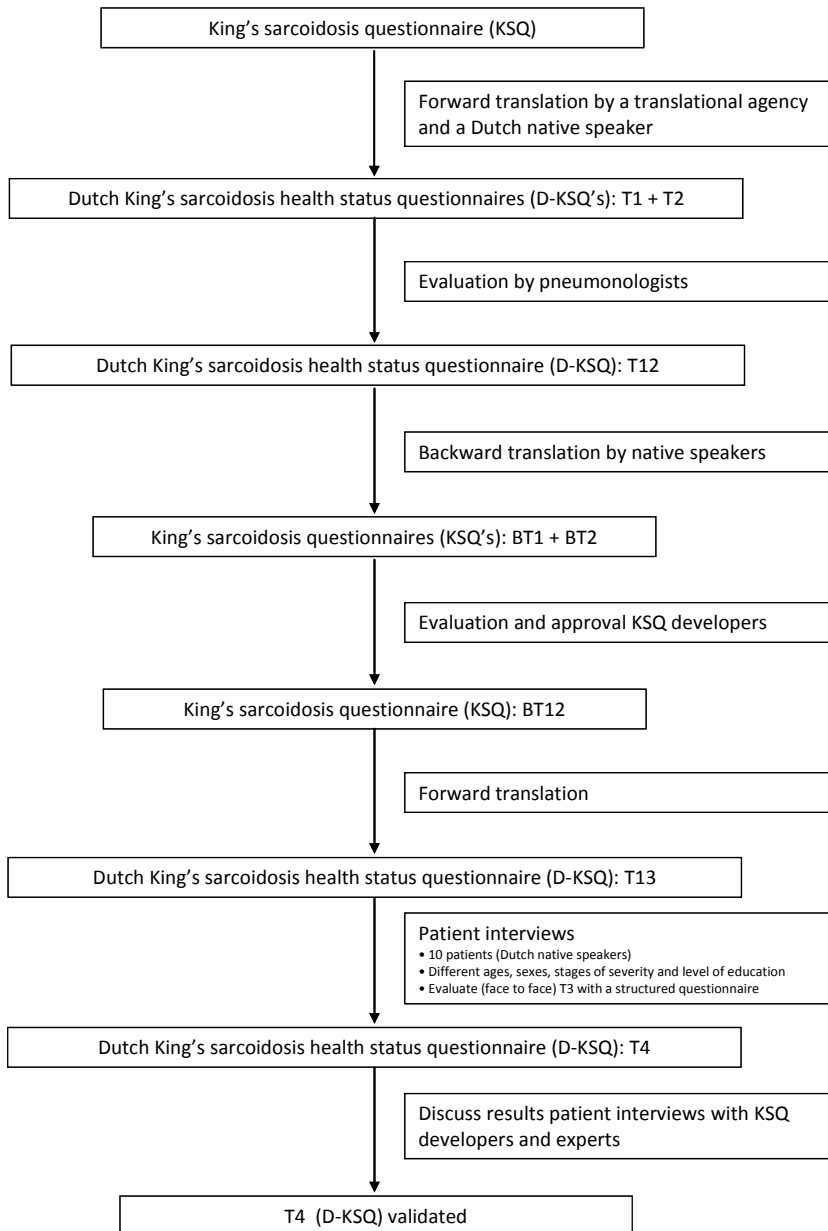 King's sarcoidosis questionnaire (KSQ)
Forward translation by a translational agency
and a Dutch native speaker
Dutch King's sarcoidosis health status questionnaires (D-KSQ's): T1 + T2
Evaluation by pneumonologists
Dutch King's sarcoidosis health status questionnaire (D-KSQ): T12
Backward translation by native speakers
King's sarcoidosis questionnaires (KSQ's): BT1 + BT2
Evaluation and approval KSQ developers
King's sarcoidosis questionnaire (KSQ): BT12
Forward translation
Dutch King's sarcoidosis health status questionnaire (D-KSQ): T13
Patient interviews
• 10 patients (Dutch native speakers)
• Different ages, sexes, stages of severity and level of education
• Evaluate (face to face) T3 with a structured questionnaire
Dutch King's sarcoidosis health status questionnaire (D-KSQ): T4
Discuss results patient interviews with KSQ
developers and experts
T4 (D-KSQ) validated